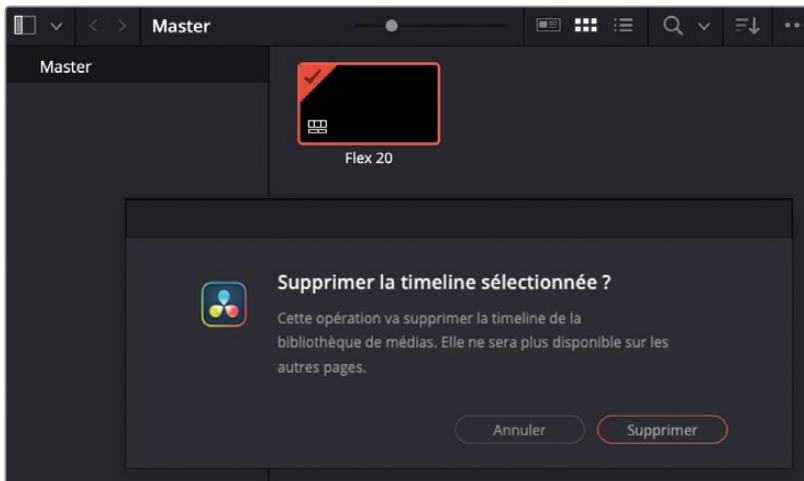 Master
Master
Flex 20
Supprimer la timeline sélectionnée ?
Cette opération va supprimer la timeline de la
bibliothèque de médias. Elle ne sera plus disponible sur les
autres pages.
Annuler
Supprimer